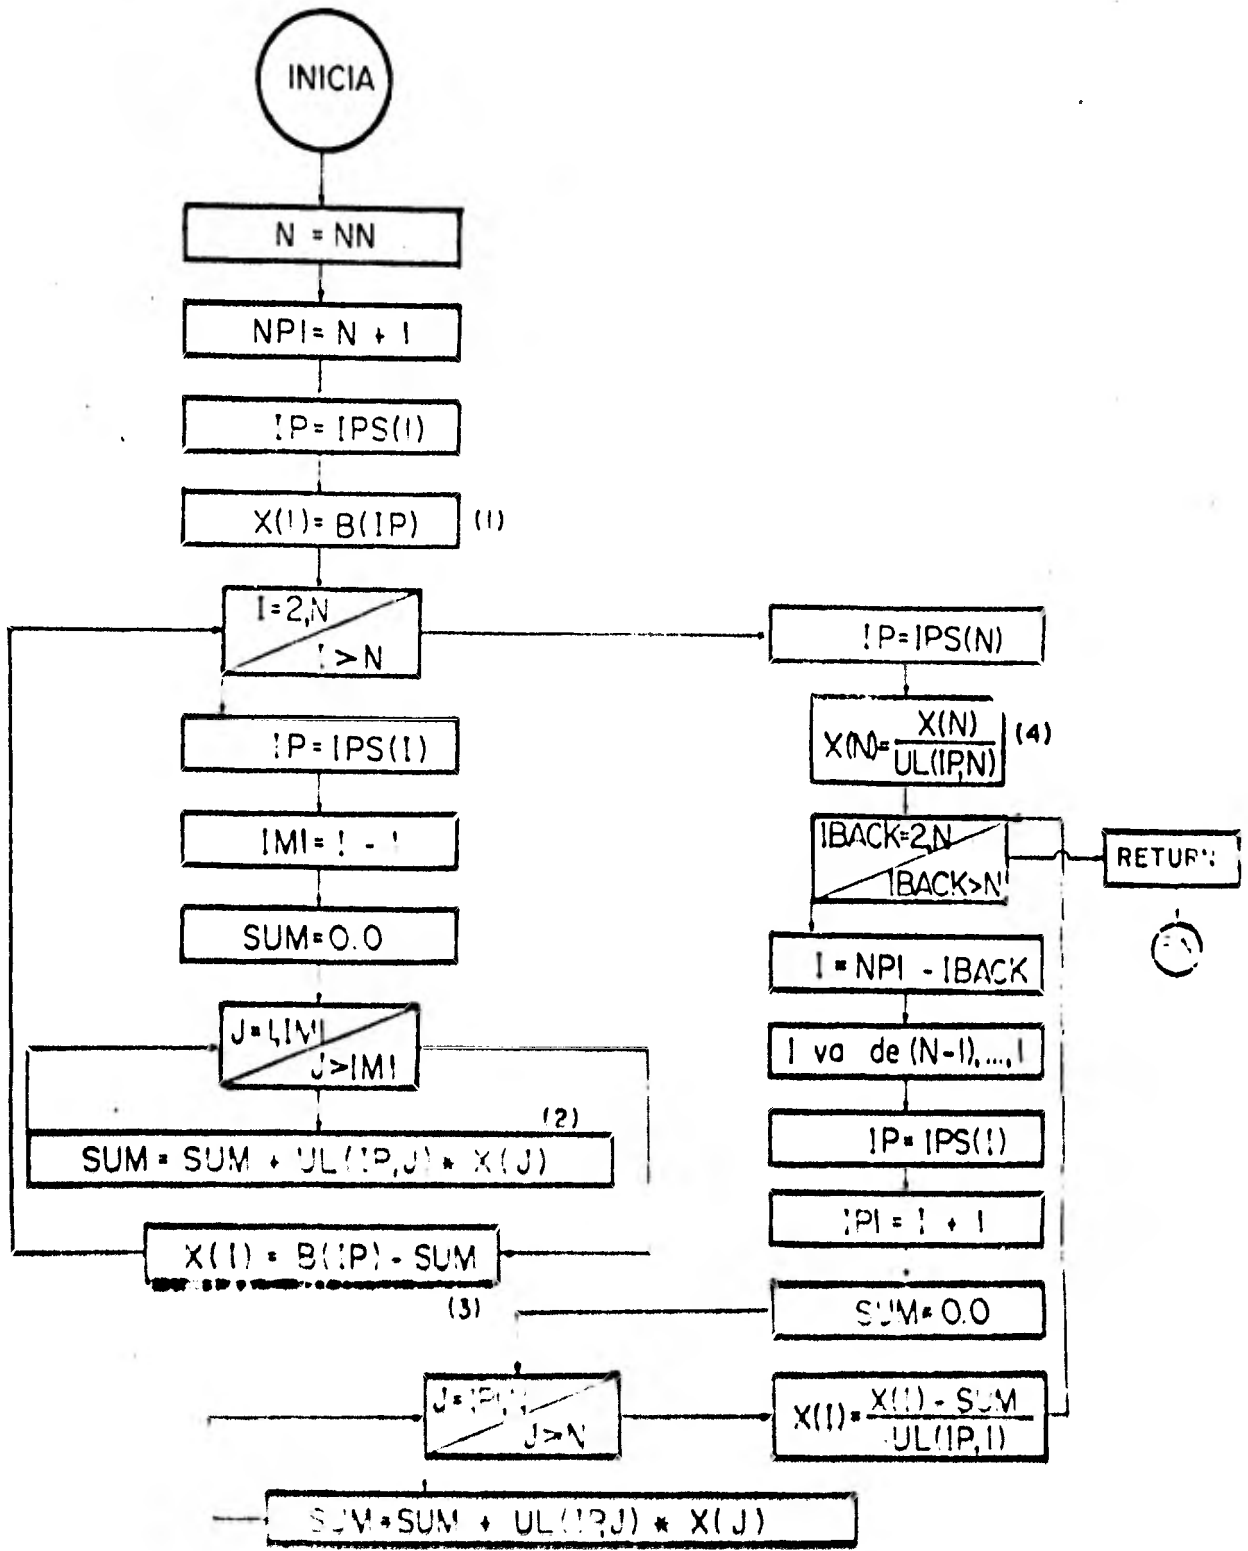 INICIA
N = NN
NPI = N + 1
IP = IPS(1)
X(1) = B(IP) (1)
I = 2,N
I > N
IP = IPS(I)
IMI = I - 1
SUM = 0.0
J = 1,IMI
J > IMI
(2)
SUM = SUM + UL(IP,J) * X(J)
X(I) = B(IP) - SUM
(3)
IP = IPS(N)
X(N) = X(N) / UL(IP,N) (4)
IBACK = 2,N
IBACK > N
RETURN
I = NPI - IBACK
I va de (N-1),...,1
IP = IPS(I)
IPI = I + 1
SUM = 0.0
J = IPI,N
J > N
X(I) = X(I) - SUM / UL(IP,I)
SUM = SUM + UL(IP,J) * X(J)